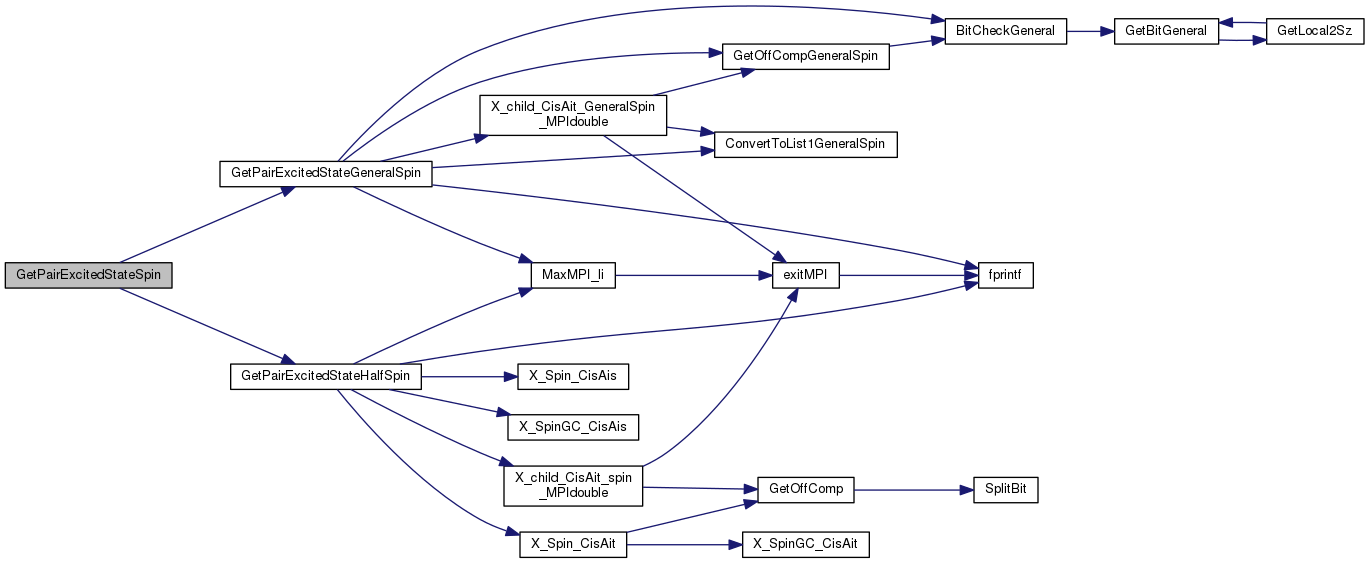 GetPairExcitedStateSpin
GetPairExcitedStateGeneralSpin
GetPairExcitedStateHalfSpin
X_child_CisAit_GeneralSpin
_MPIdouble
MaxMPI_li
X_Spin_CisAis
X_SpinGC_CisAis
X_child_CisAit_spin
_MPIdouble
X_Spin_CisAit
GetOffCompGeneralSpin
ConvertToList1GeneralSpin
exitMPI
GetOffComp
X_SpinGC_CisAit
BitCheckGeneral
fprintf
SplitBit
GetBitGeneral
GetLocal2Sz